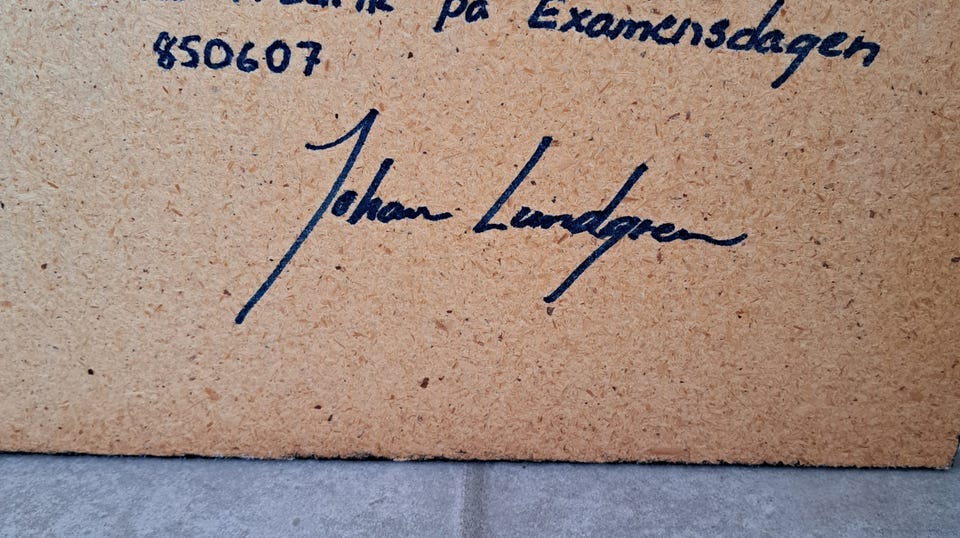 på Examensdagen
850607
Johan Lundgren